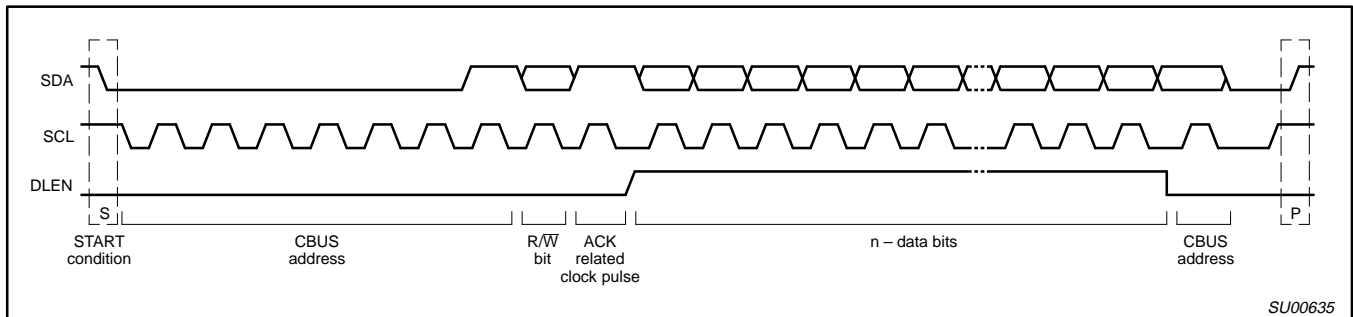 SDA
SCL
DLEN
S
P
START
condition
CBUS
address
R/W̅
bit
ACK
related
clock pulse
n – data bits
CBUS
address
SU00635